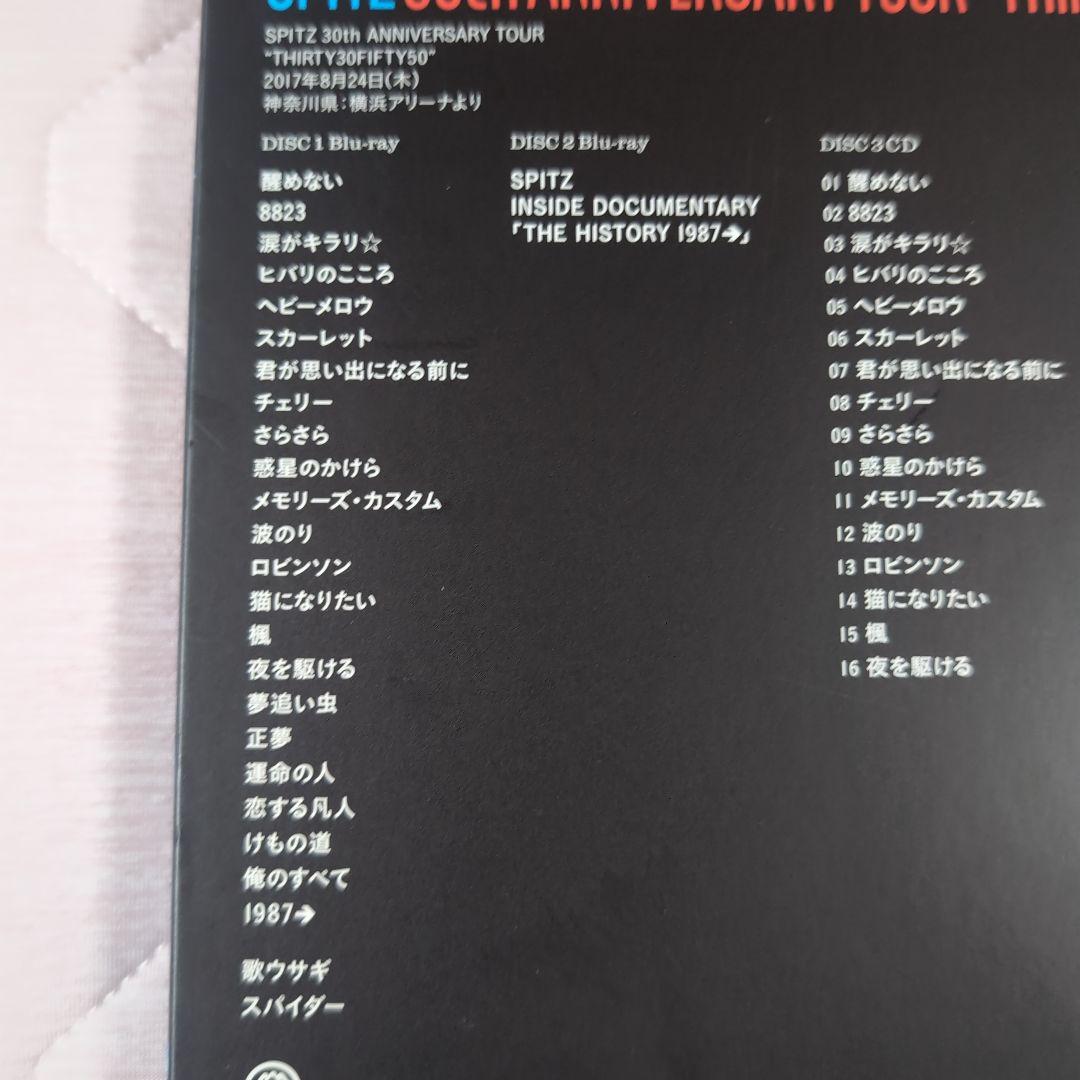 SPITZ 30th ANNIVERSARY TOUR "THI
SPITZ 30th ANNIVERSARY TOUR
"THIRTY30FIFTY50"
2017年8月24日(木)
神奈川県:横浜アリーナより
DISC 1 Blu-ray
醒めない
8823
涙がキラリ☆
ヒバリのこころ
ヘビーメロウ
スカーレット
君が思い出になる前に
チェリー
さらさら
惑星のかけら
メモリーズ・カスタム
波のり
ロビンソン
猫になりたい
楓
夜を駆ける
夢追い虫
正夢
運命の人
恋する凡人
けもの道
俺のすべて
1987→
歌ウサギ
スパイダー
DISC 2 Blu-ray
SPITZ
INSIDE DOCUMENTARY
「THE HISTORY 1987→」
DISC 3 CD
01 醒めない
02 8823
03 涙がキラリ☆
04 ヒバリのこころ
05 ヘビーメロウ
06 スカーレット
07 君が思い出になる前に
08 チェリー
09 さらさら
10 惑星のかけら
11 メモリーズ・カスタム
12 波のり
13 ロビンソン
14 猫になりたい
15 楓
16 夜を駆ける